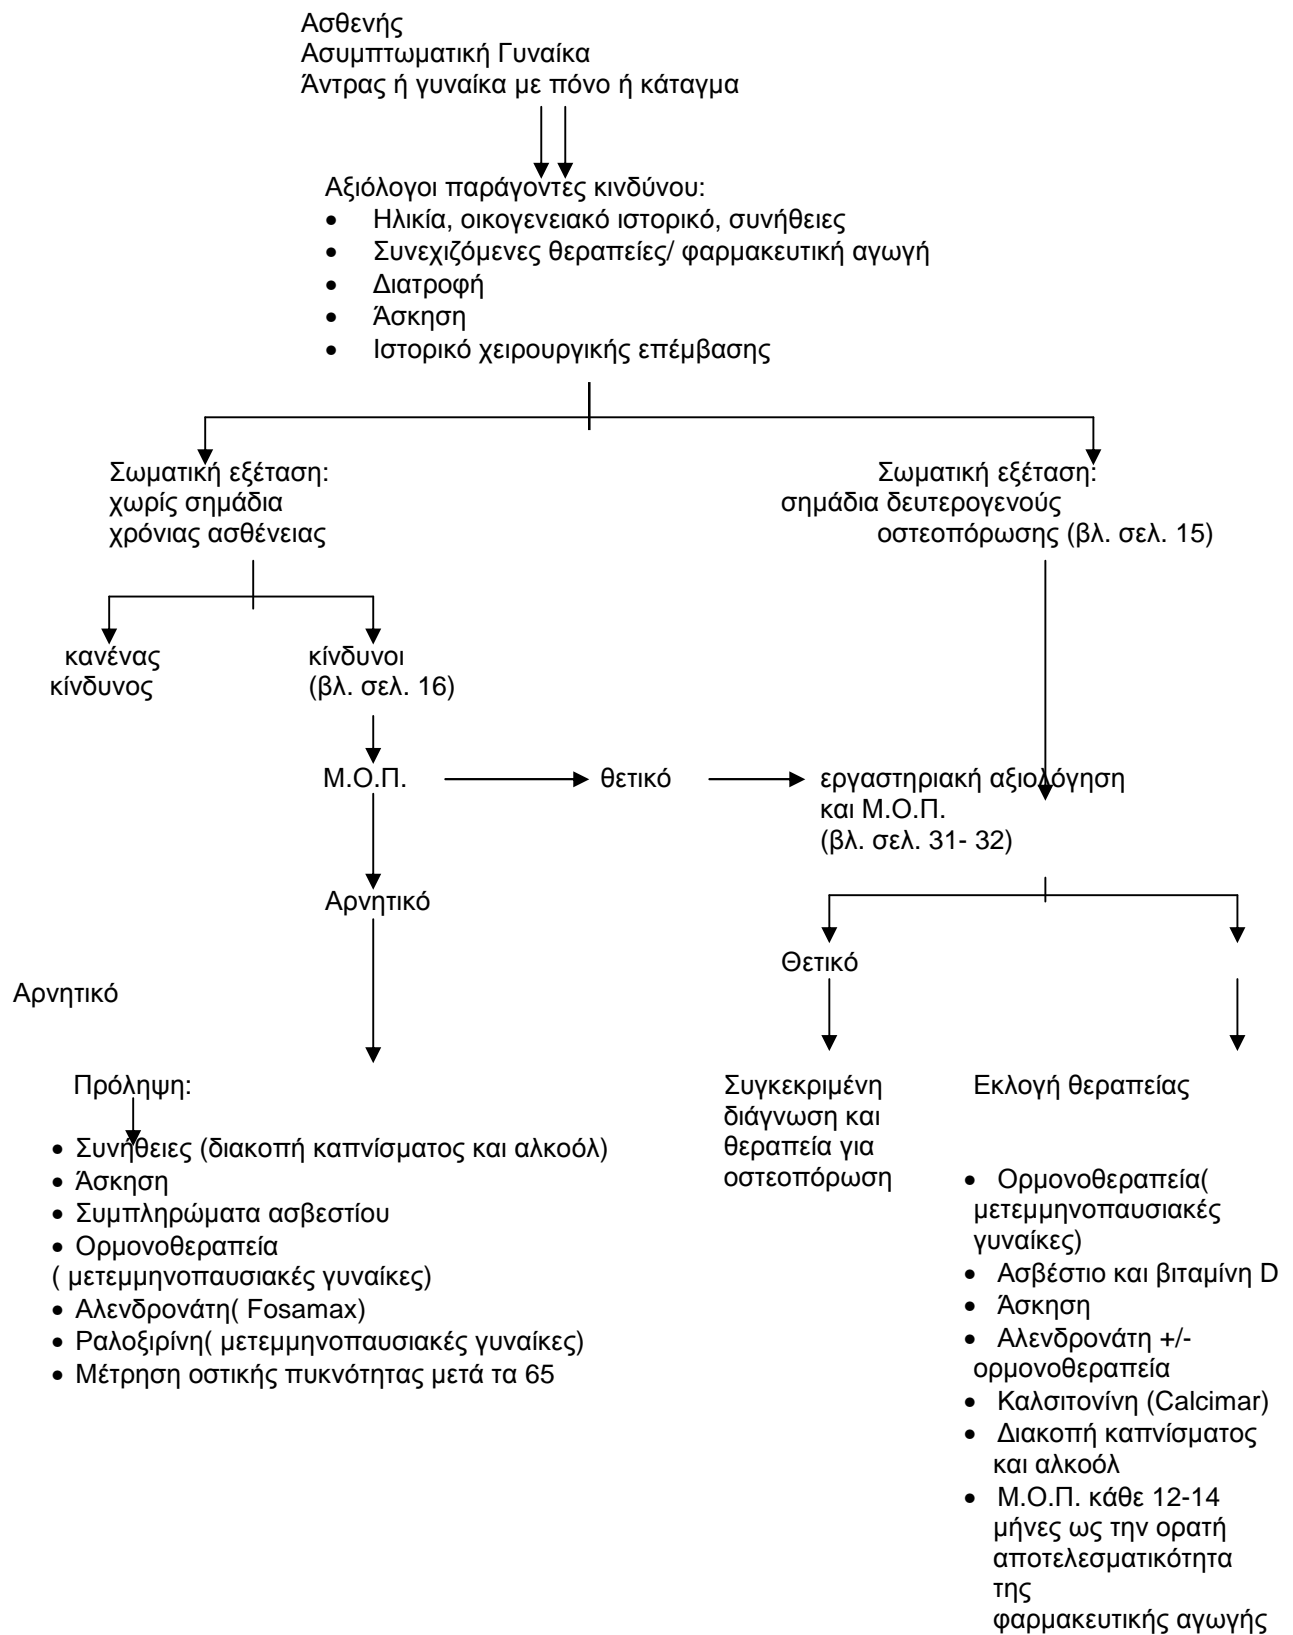 Ασθενής
Ασυμπτωματική Γυναίκα
Άντρας ή γυναίκα με πόνο ή κάταγμα
Αξιόλογοι παράγοντες κινδύνου:
• Ηλικία, οικογενειακό ιστορικό, συνήθειες
• Συνεχιζόμενες θεραπείες/ φαρμακευτική αγωγή
• Διατροφή
• Άσκηση
• Ιστορικό χειρουργικής επέμβασης
Σωματική εξέταση:
χωρίς σημάδια
χρόνιας ασθένειας
Σωματική εξέταση:
σημάδια δευτερογενούς
οστεοπόρωσης (βλ. σελ. 15)
κανένας
κίνδυνος
κίνδυνοι
(βλ. σελ. 16)
Μ.Ο.Π.
θετικό
εργαστηριακή αξιολόγηση
και Μ.Ο.Π.
(βλ. σελ. 31- 32)
Αρνητικό
Θετικό
Αρνητικό
Πρόληψη:
• Συνήθειες (διακοπή καπνίσματος και αλκοόλ)
• Άσκηση
• Συμπληρώματα ασβεστίου
• Ορμονοθεραπεία
( μετεμμηνοπαυσιακές γυναίκες)
• Αλενδρονάτη( Fosamax)
• Ραλοξιρίνη( μετεμμηνοπαυσιακές γυναίκες)
• Μέτρηση οστικής πυκνότητας μετά τα 65
Συγκεκριμένη
διάγνωση και
θεραπεία για
οστεοπόρωση
Εκλογή θεραπείας
• Ορμονοθεραπεία(
μετεμμηνοπαυσιακές
γυναίκες)
• Ασβέστιο και βιταμίνη D
• Άσκηση
• Αλενδρονάτη +/-
ορμονοθεραπεία
• Καλσιτονίνη (Calcimar)
• Διακοπή καπνίσματος
και αλκοόλ
• Μ.Ο.Π. κάθε 12-14
μήνες ως την ορατή
αποτελεσματικότητα
της
φαρμακευτικής αγωγής